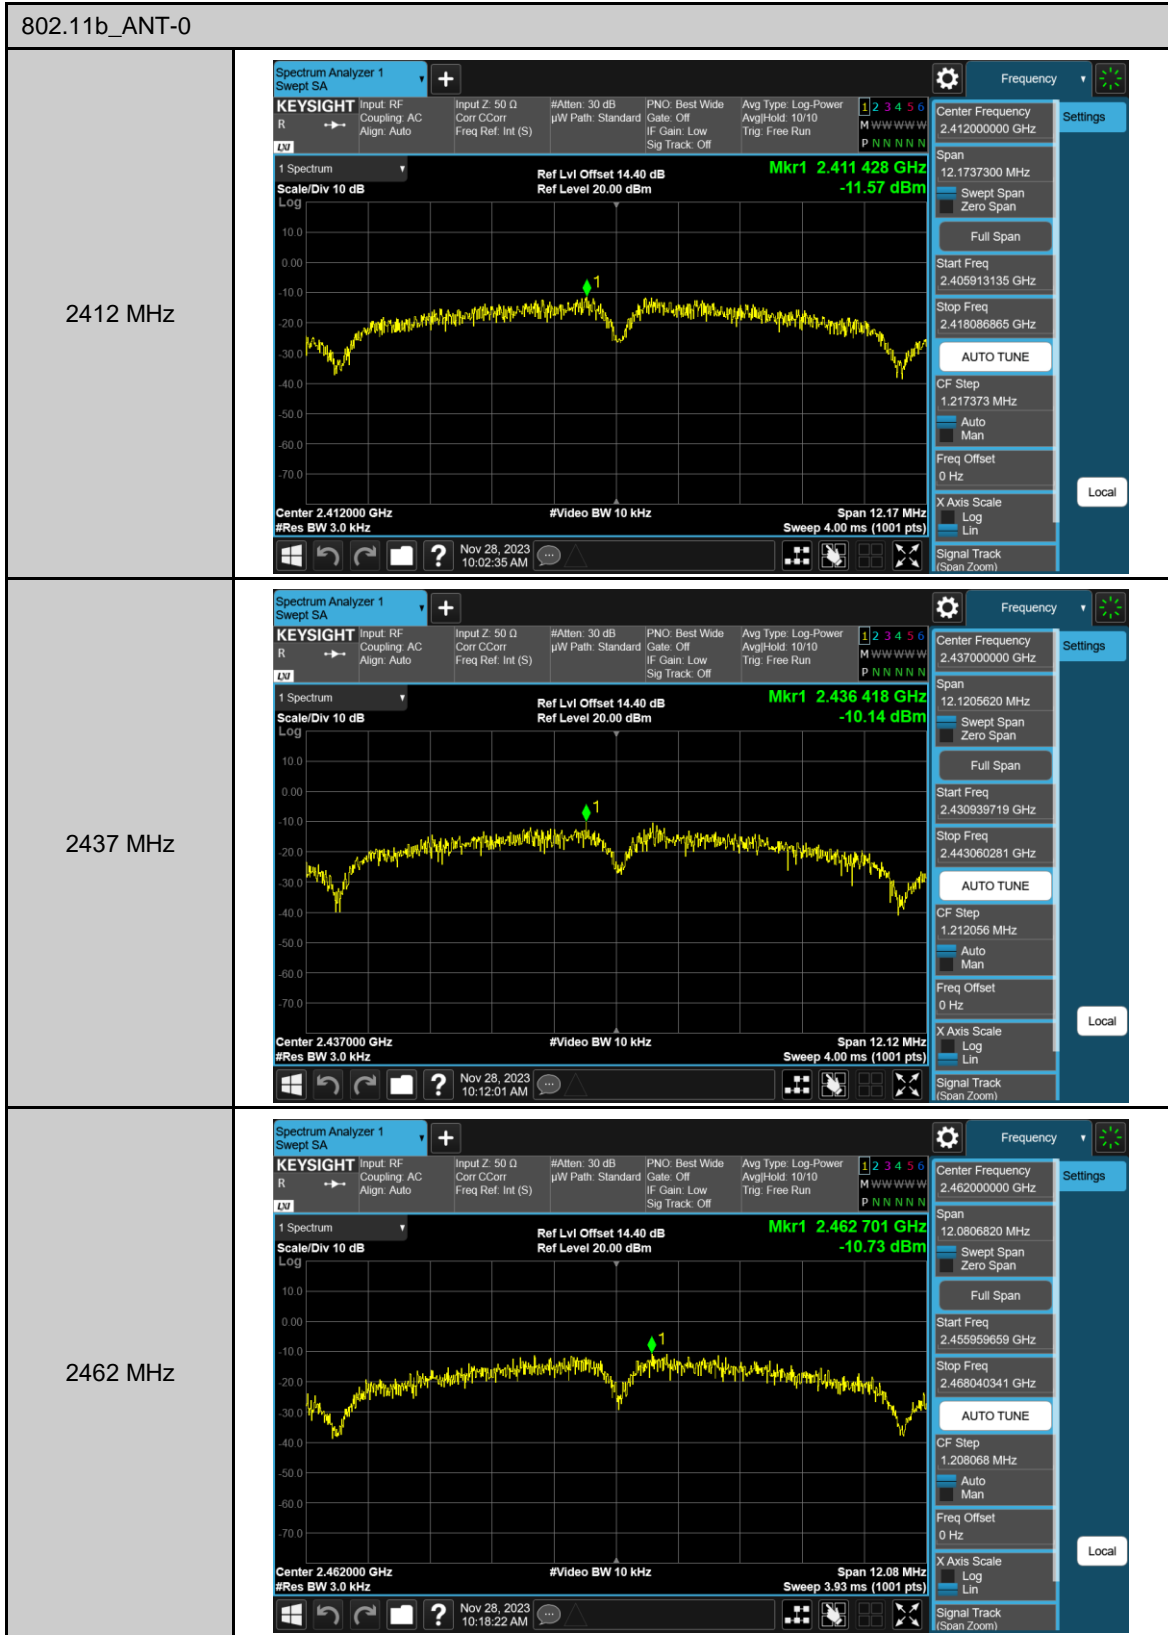 802.11b_ANT-0
2412 MHz
Spectrum Analyzer 1
Swept SA
Frequency
KEYSIGHT
R
LXI
Input: RF
Coupling: AC
Align: Auto
Input Z: 50 Ω
Corr CCorr
Freq Ref: Int (S)
#Atten: 30 dB
µW Path: Standard
PNO: Best Wide
Gate: Off
IF Gain: Low
Sig Track: Off
Avg Type: Log-Power
Avg|Hold: 10/10
Trig: Free Run
1 2 3 4 5 6
M W W W W W
P N N N N N
1 Spectrum
Scale/Div 10 dB
Log
Ref Lvl Offset 14.40 dB
Ref Level 20.00 dBm
Mkr1 2.411 428 GHz
-11.57 dBm
1
10.0
0.00
-10.0
-20.0
-30.0
-40.0
-50.0
-60.0
-70.0
Center 2.412000 GHz
#Res BW 3.0 kHz
#Video BW 10 kHz
Span 12.17 MHz
Sweep 4.00 ms (1001 pts)
?
Nov 28, 2023
10:02:35 AM
Center Frequency
2.412000000 GHz
Settings
Span
12.1737300 MHz
Swept Span
Zero Span
Full Span
Start Freq
2.405913135 GHz
Stop Freq
2.418086865 GHz
AUTO TUNE
CF Step
1.217373 MHz
Auto
Man
Freq Offset
0 Hz
X Axis Scale
Log
Lin
Local
Signal Track
(Span Zoom)
2437 MHz
Spectrum Analyzer 1
Swept SA
Frequency
KEYSIGHT
R
LXI
Input: RF
Coupling: AC
Align: Auto
Input Z: 50 Ω
Corr CCorr
Freq Ref: Int (S)
#Atten: 30 dB
µW Path: Standard
PNO: Best Wide
Gate: Off
IF Gain: Low
Sig Track: Off
Avg Type: Log-Power
Avg|Hold: 10/10
Trig: Free Run
1 2 3 4 5 6
M W W W W W
P N N N N N
1 Spectrum
Scale/Div 10 dB
Log
Ref Lvl Offset 14.40 dB
Ref Level 20.00 dBm
Mkr1 2.436 418 GHz
-10.14 dBm
1
10.0
0.00
-10.0
-20.0
-30.0
-40.0
-50.0
-60.0
-70.0
Center 2.437000 GHz
#Res BW 3.0 kHz
#Video BW 10 kHz
Span 12.12 MHz
Sweep 4.00 ms (1001 pts)
?
Nov 28, 2023
10:12:01 AM
Center Frequency
2.437000000 GHz
Settings
Span
12.1205620 MHz
Swept Span
Zero Span
Full Span
Start Freq
2.430939719 GHz
Stop Freq
2.443060281 GHz
AUTO TUNE
CF Step
1.212056 MHz
Auto
Man
Freq Offset
0 Hz
X Axis Scale
Log
Lin
Local
Signal Track
(Span Zoom)
2462 MHz
Spectrum Analyzer 1
Swept SA
Frequency
KEYSIGHT
R
LXI
Input: RF
Coupling: AC
Align: Auto
Input Z: 50 Ω
Corr CCorr
Freq Ref: Int (S)
#Atten: 30 dB
µW Path: Standard
PNO: Best Wide
Gate: Off
IF Gain: Low
Sig Track: Off
Avg Type: Log-Power
Avg|Hold: 10/10
Trig: Free Run
1 2 3 4 5 6
M W W W W W
P N N N N N
1 Spectrum
Scale/Div 10 dB
Log
Ref Lvl Offset 14.40 dB
Ref Level 20.00 dBm
Mkr1 2.462 701 GHz
-10.73 dBm
1
10.0
0.00
-10.0
-20.0
-30.0
-40.0
-50.0
-60.0
-70.0
Center 2.462000 GHz
#Res BW 3.0 kHz
#Video BW 10 kHz
Span 12.08 MHz
Sweep 3.93 ms (1001 pts)
?
Nov 28, 2023
10:18:22 AM
Center Frequency
2.462000000 GHz
Settings
Span
12.0806820 MHz
Swept Span
Zero Span
Full Span
Start Freq
2.455959659 GHz
Stop Freq
2.468040341 GHz
AUTO TUNE
CF Step
1.208068 MHz
Auto
Man
Freq Offset
0 Hz
X Axis Scale
Log
Lin
Local
Signal Track
(Span Zoom)